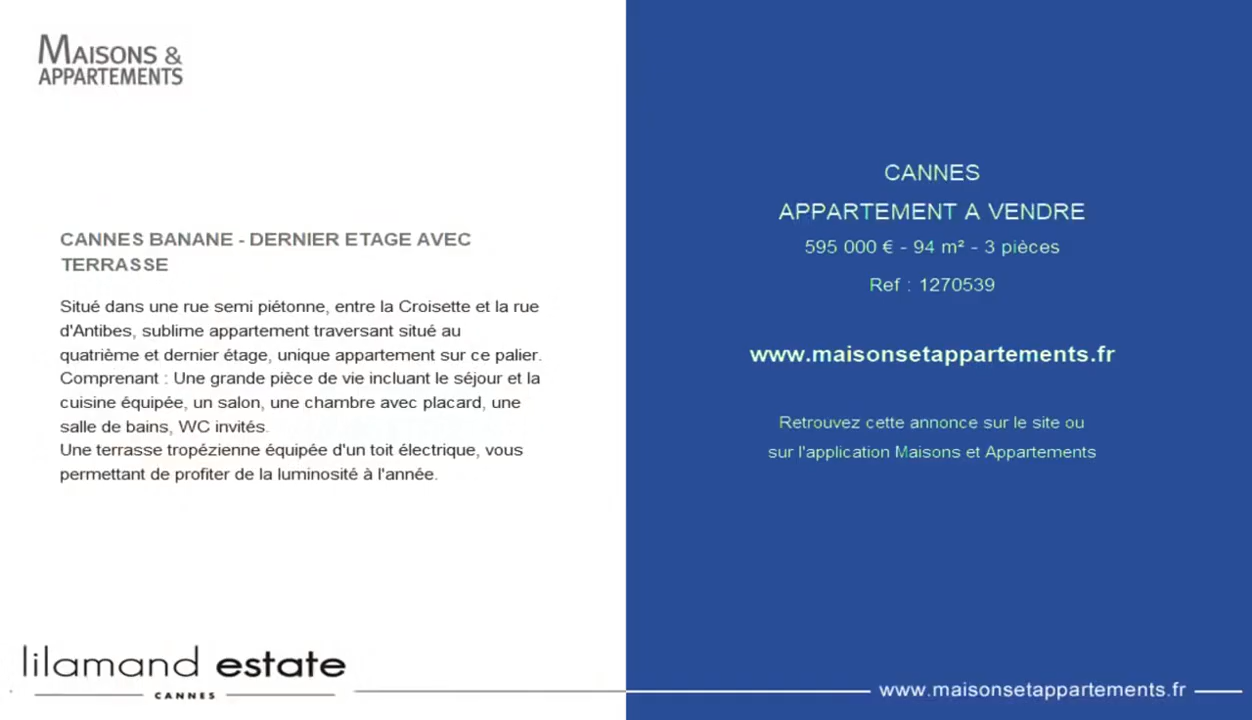 MAISONS &
APPARTEMENTS
CANNES BANANE - DERNIER ETAGE AVEC
TERRASSE
Situé dans une rue semi piétonne, entre la Croisette et la rue
d'Antibes, sublime appartement traversant situé au
quatrième et dernier étage, unique appartement sur ce palier.
Comprenant : Une grande pièce de vie incluant le séjour et la
cuisine équipée, un salon, une chambre avec placard, une
salle de bains, WC invités.
Une terrasse tropézienne équipée d'un toit électrique, vous
permettant de profiter de la luminosité à l'année.
lilamand estate
CANNES
CANNES
APPARTEMENT A VENDRE
595 000 € - 94 m² - 3 pièces
Ref : 1270539
www.maisonsetappartements.fr
Retrouvez cette annonce sur le site ou
sur l'application Maisons et Appartements
www.maisonsetappartements.fr